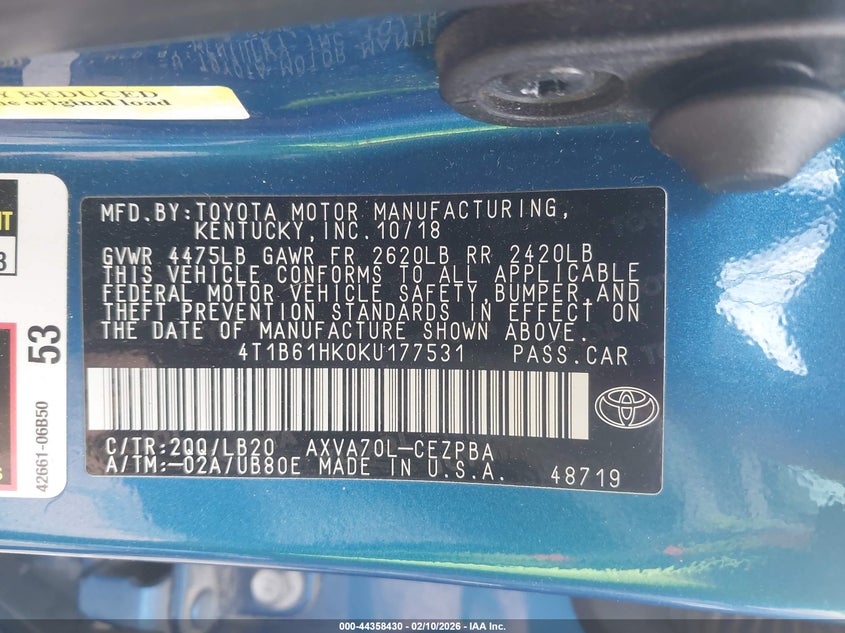 Y REDUCED
e original load
NT
3
53
42661-06B50
MFD.BY:TOYOTA MOTOR MANUFACTURING,
KENTUCKY,INC.10/18
GVWR 4475LB GAWR FR 2620LB RR 2420LB
THIS VEHICLE CONFORMS TO ALL APPLICABLE
FEDERAL MOTOR VEHICLE SAFETY,BUMPER,AND
THEFT PREVENTION STANDARDS IN EFFECT ON
THE DATE OF MANUFACTURE SHOWN ABOVE.
4T1B61HK0KU177531 PASS.CAR
C/TR:2QQ/LB20 AXVA70L-CEZPBA
A/TM:-02A/UB80E MADE IN U.S.A. 48719
000-44358430 - 02/10/2026 - IAA Inc.